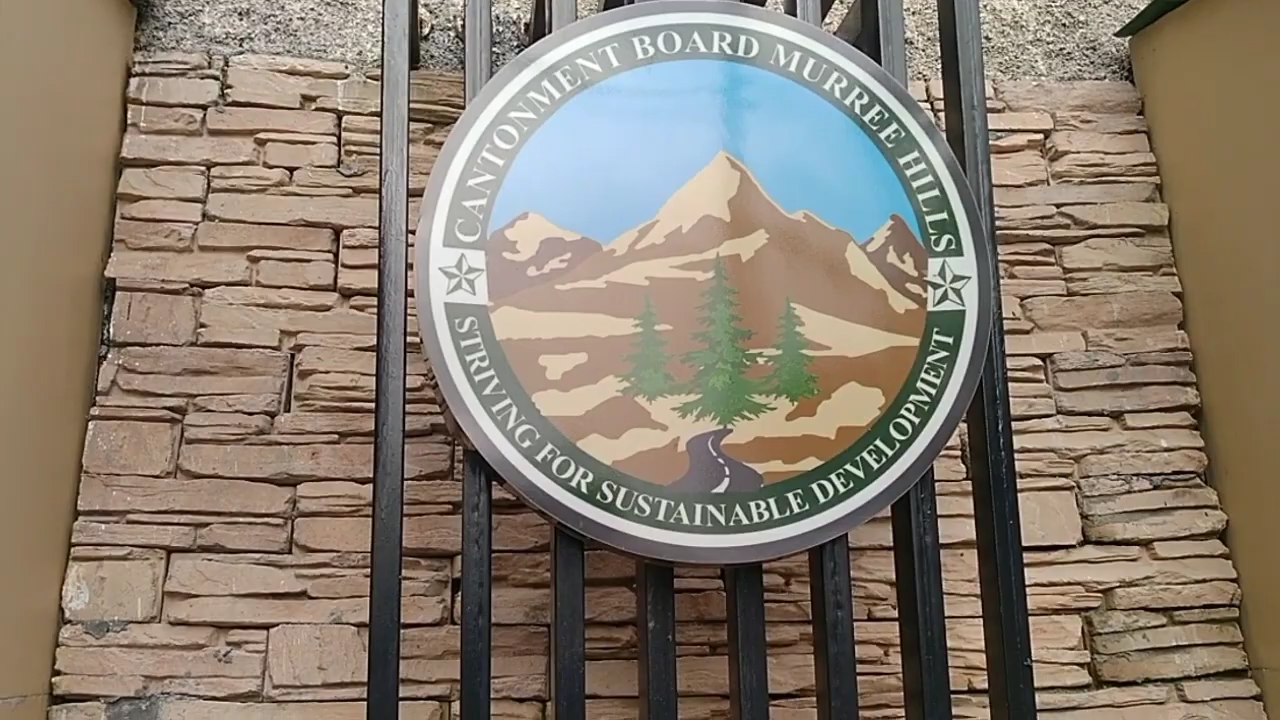 CANTONMENT BOARD MURREE HILLS
STRIVING FOR SUSTAINABLE DEVELOPMENT